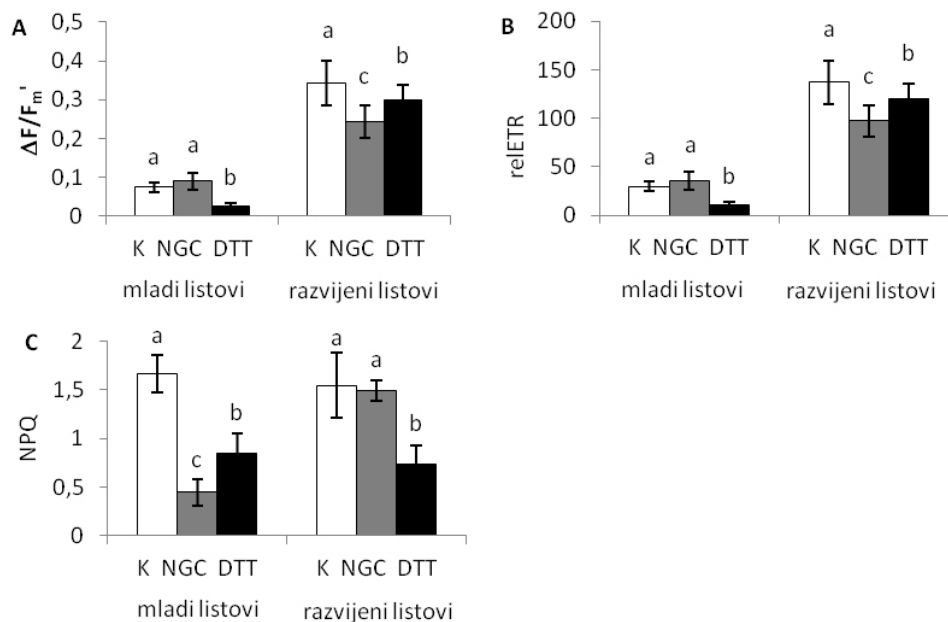 A
ΔF/Fm'
0,5
0,4
0,3
0,2
0,1
0
a
a
b
a
c
b
K NGC DTT
K NGC DTT
mladi listovi
razvijeni listovi
B
relETR
200
150
100
50
0
a
a
b
a
c
b
K NGC DTT
K NGC DTT
mladi listovi
razvijeni listovi
C
NPQ
2
1,5
1
0,5
0
a
c
b
a
a
b
K NGC DTT
K NGC DTT
mladi listovi
razvijeni listovi